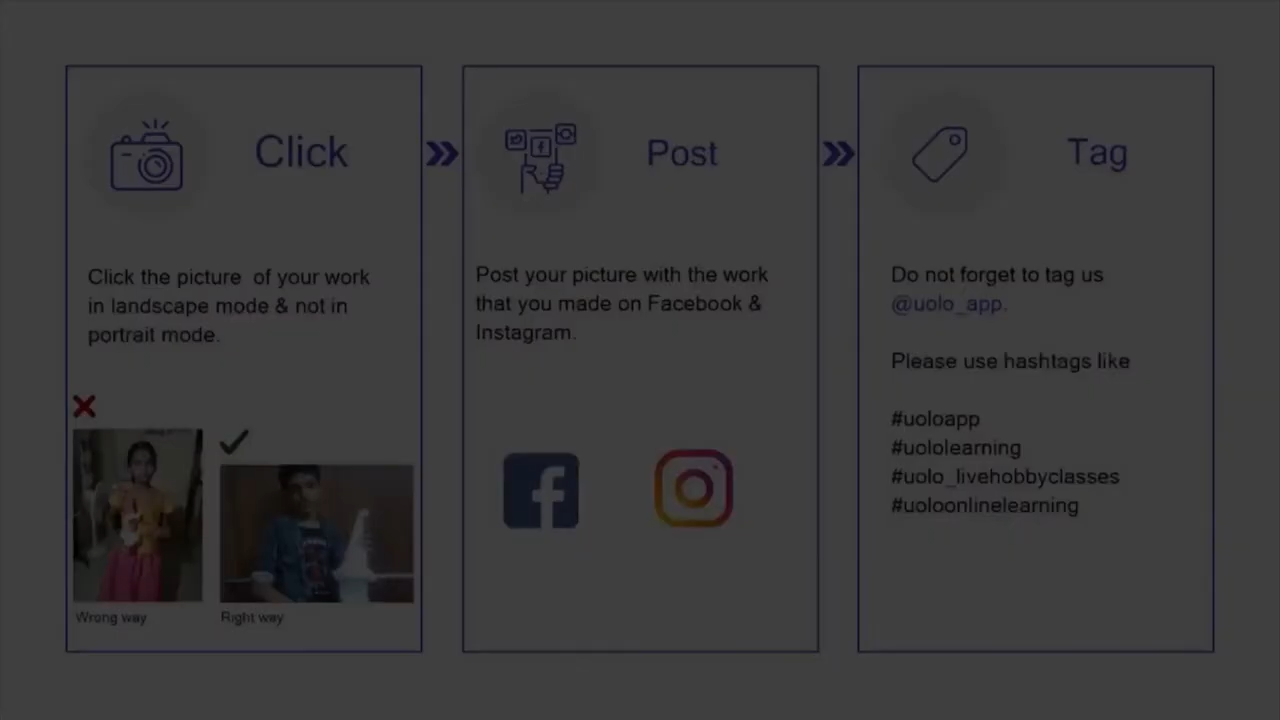 Click
Click the picture of your work
in landscape mode & not in
portrait mode.
Wrong way
Right way
Post
Post your picture with the work
that you made on Facebook &
Instagram.
Tag
Do not forget to tag us
@uolo_app.
Please use hashtags like
#uoloapp
#uololearning
#uolo_livehobbyclasses
#uoloonlinelearning